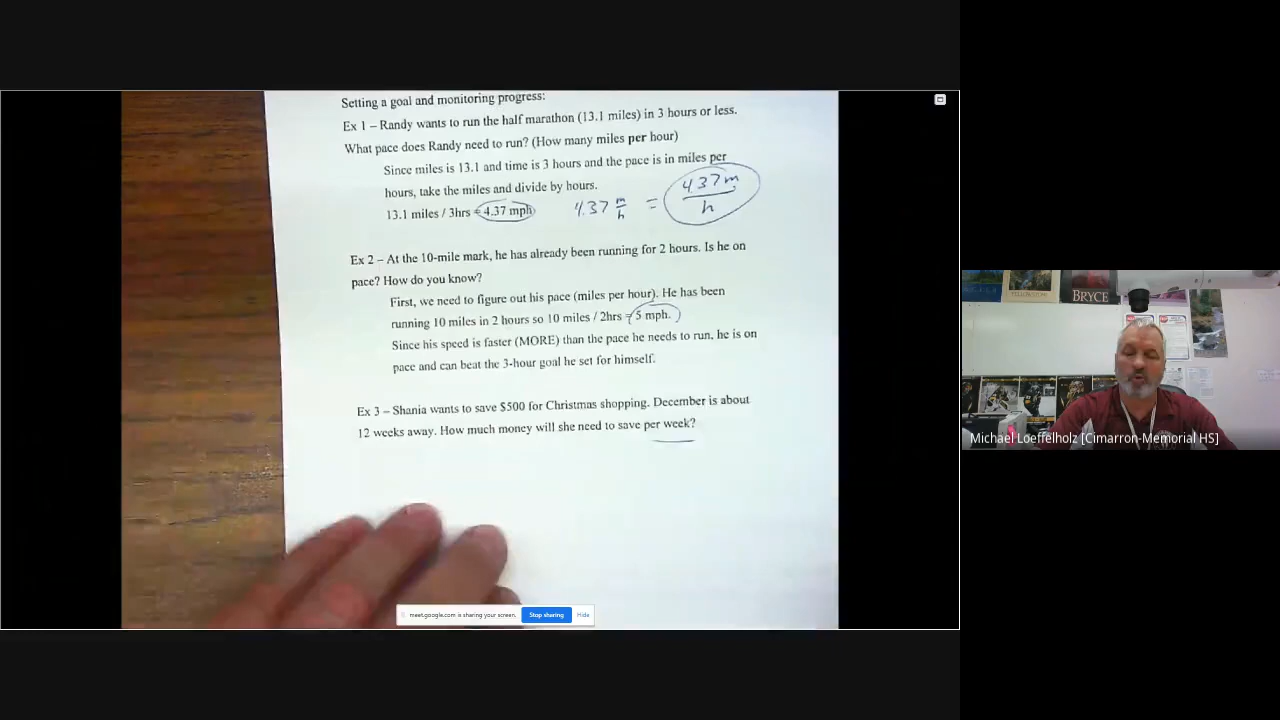 Setting a goal and monitoring progress:
Ex 1 – Randy wants to run the half marathon (13.1 miles) in 3 hours or less.
What pace does Randy need to run? (How many miles per hour)
Since miles is 13.1 and time is 3 hours and the pace is in miles per
hours, take the miles and divide by hours.
13.1 miles / 3hrs = 4.37 mph
4.37 m/h = 4.37m/h
Ex 2 – At the 10-mile mark, he has already been running for 2 hours. Is he on
pace? How do you know?
First, we need to figure out his pace (miles per hour). He has been
running 10 miles in 2 hours so 10 miles / 2hrs = 5 mph.
Since his speed is faster (MORE) than the pace he needs to run, he is on
pace and can beat the 3-hour goal he set for himself.
Ex 3 – Shania wants to save $500 for Christmas shopping. December is about
12 weeks away. How much money will she need to save per week?
meet.google.com is sharing your screen.
Stop sharing
Hide
YELLOWSTONE
BRYCE
Michael Loeffelholz [Cimarron-Memorial HS]